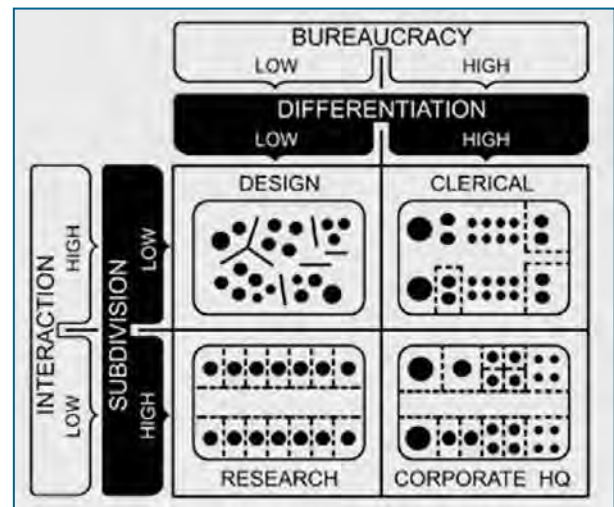 BUREAUCRACY
LOW HIGH
DIFFERENTIATION
LOW HIGH
DESIGN CLERICAL
INTERACTION
HIGH
LOW
SUBDIVISION
LOW
HIGH
RESEARCH CORPORATE HQ